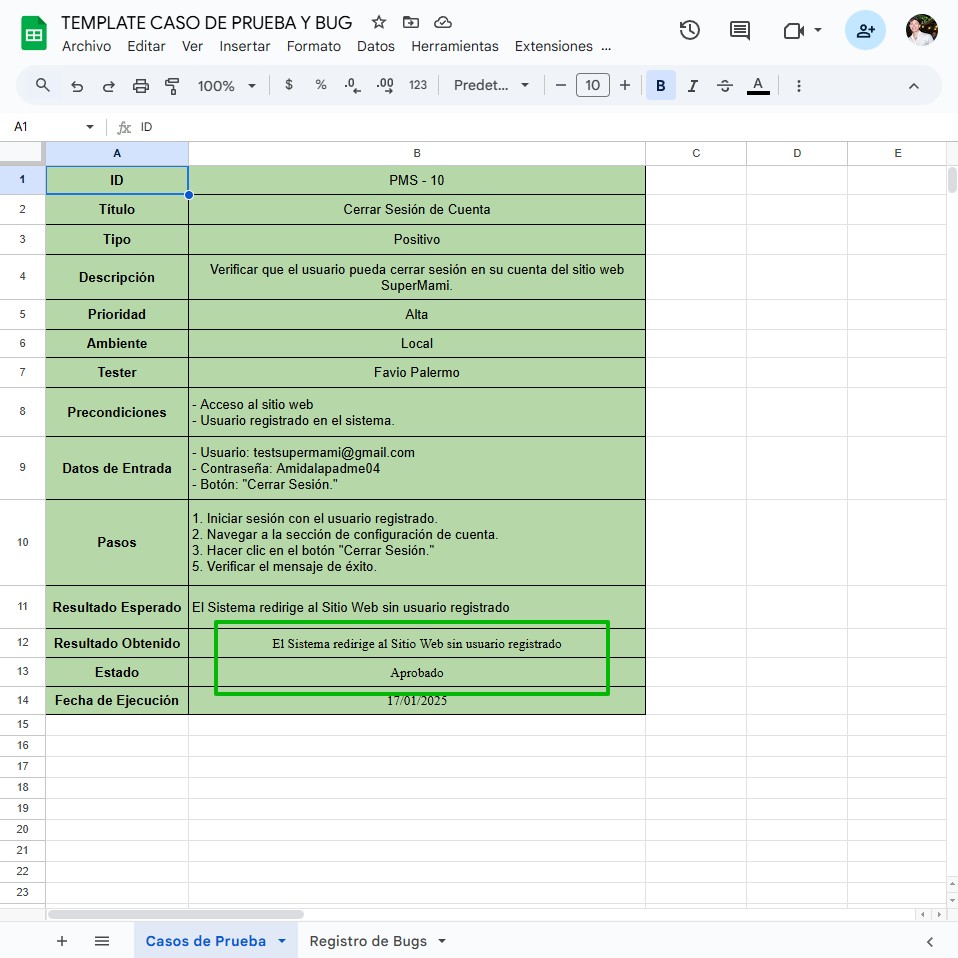 TEMPLATE CASO DE PRUEBA Y BUG
Archivo Editar Ver Insertar Formato Datos Herramientas Extensiones ...
100% $ % .0 .00 123 Predet... − 10 + B I S A
A1 fx ID
A B C D E
1 ID PMS - 10
2 Título Cerrar Sesión de Cuenta
3 Tipo Positivo
4 Descripción Verificar que el usuario pueda cerrar sesión en su cuenta del sitio web
SuperMami.
5 Prioridad Alta
6 Ambiente Local
7 Tester Favio Palermo
8 Precondiciones - Acceso al sitio web
- Usuario registrado en el sistema.
9 Datos de Entrada - Usuario: testsupermami@gmail.com
- Contraseña: Amidalapadme04
- Botón: "Cerrar Sesión."
10 Pasos 1. Iniciar sesión con el usuario registrado.
2. Navegar a la sección de configuración de cuenta.
3. Hacer clic en el botón "Cerrar Sesión."
5. Verificar el mensaje de éxito.
11 Resultado Esperado El Sistema redirige al Sitio Web sin usuario registrado
12 Resultado Obtenido El Sistema redirige al Sitio Web sin usuario registrado
13 Estado Aprobado
14 Fecha de Ejecución 17/01/2025
15
16
17
18
19
20
21
22
23
+ Casos de Prueba Registro de Bugs